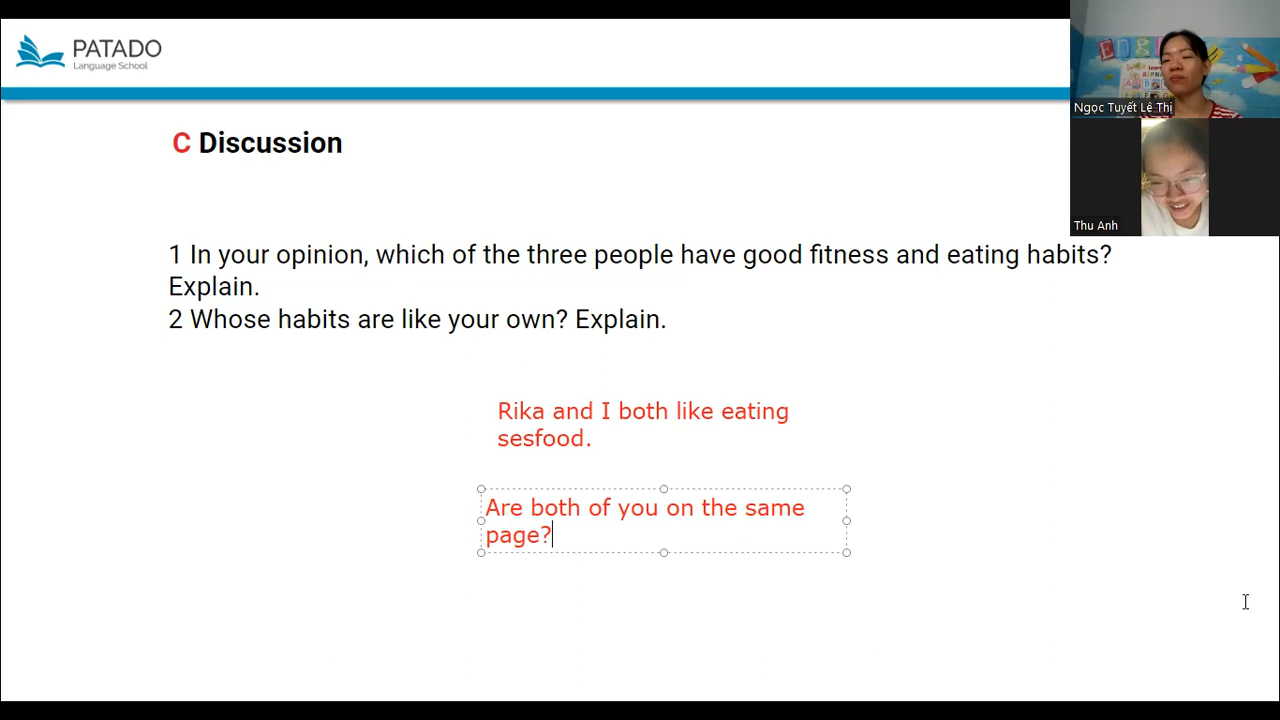 PATADO
Language School
C Discussion
1 In your opinion, which of the three people have good fitness and eating habits?
Explain.
2 Whose habits are like your own? Explain.
Rika and I both like eating
sesfood.
Are both of you on the same
page?
Ngọc Tuyết Lê Thị
Thu Anh